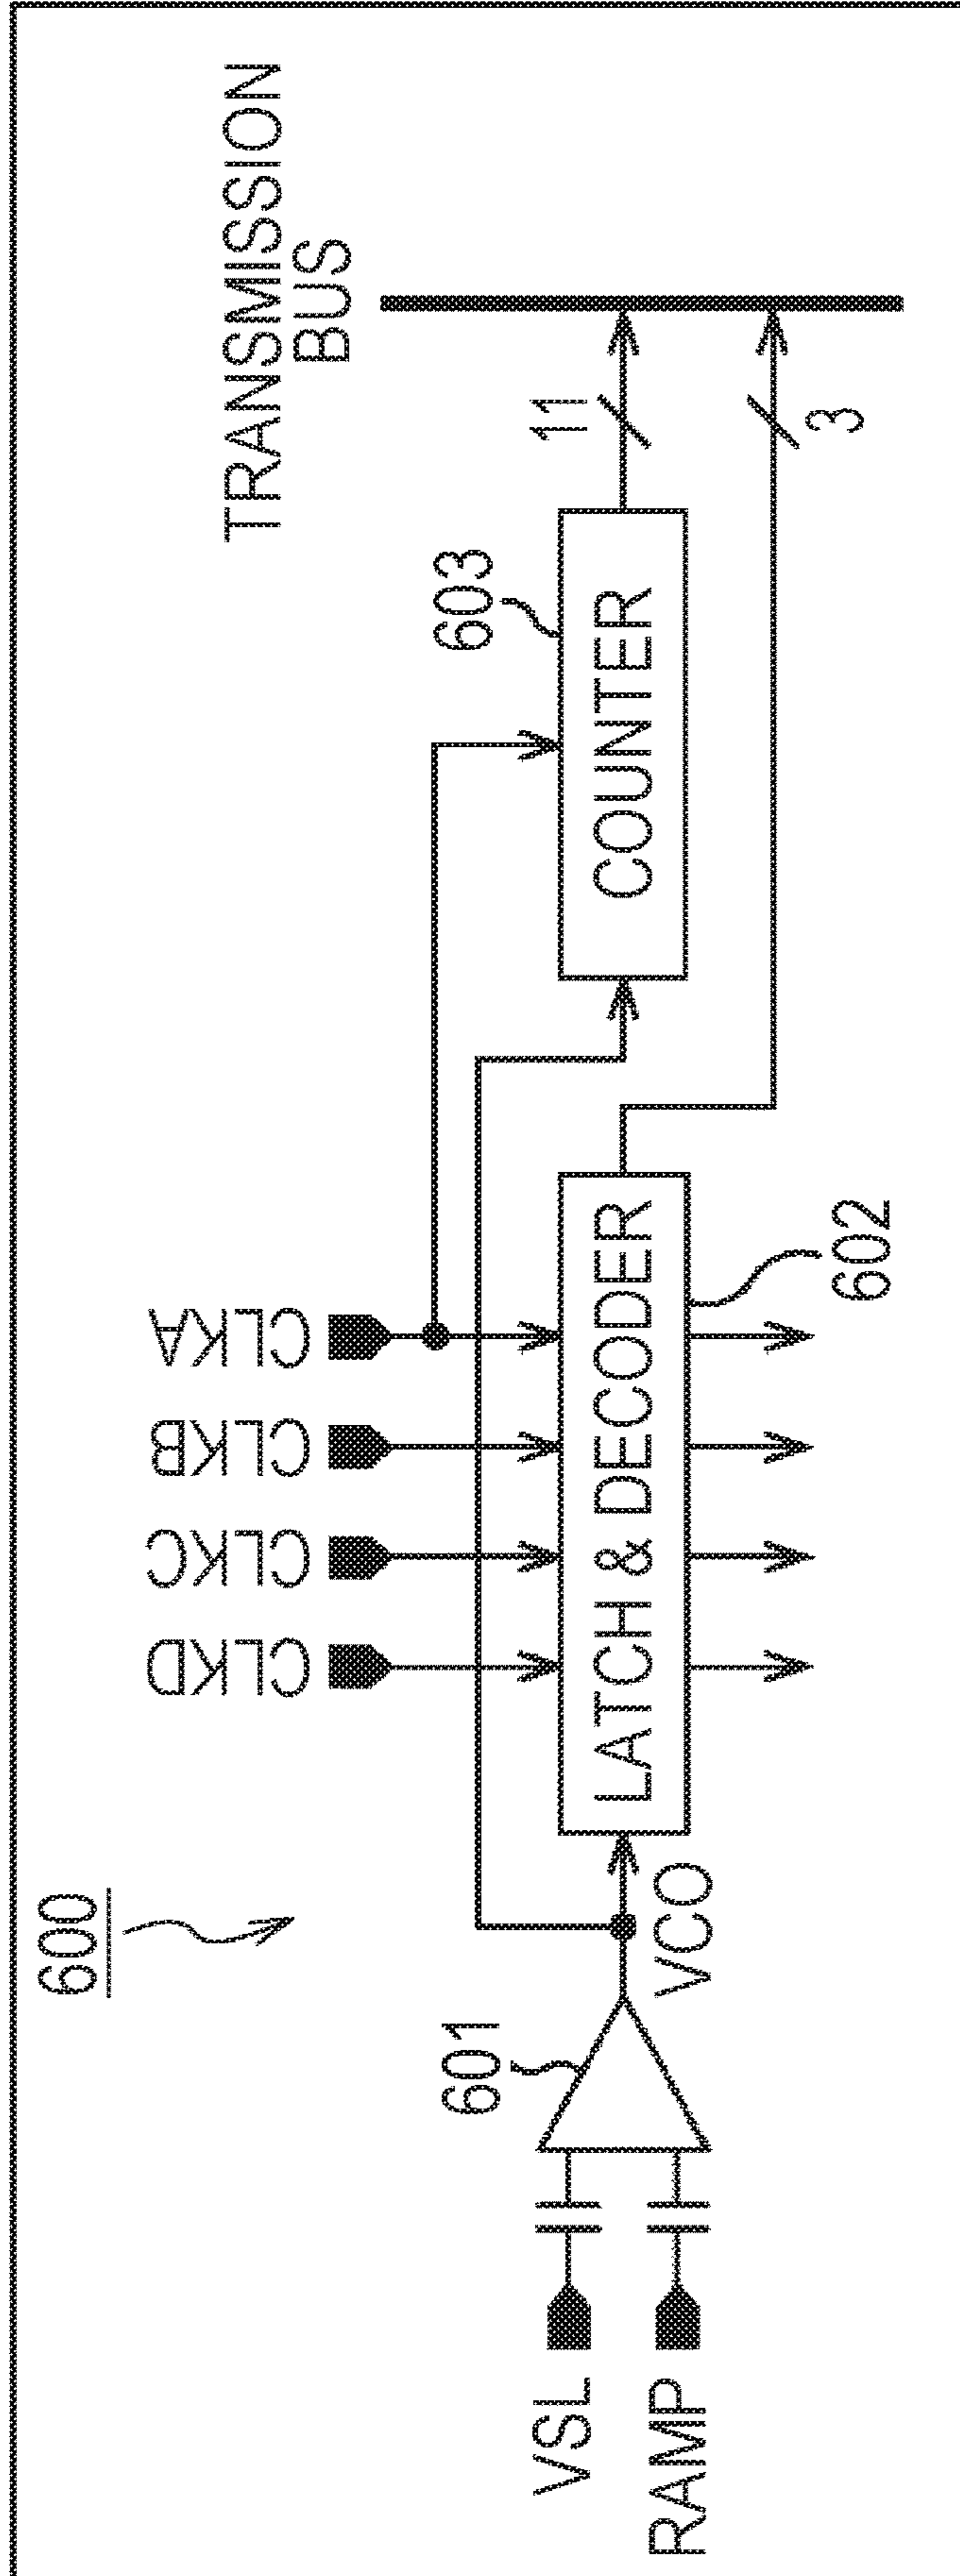 600
CLKD
CLKC
CLKB
CLKA
TRANSMISSION
BUS
601
603
VSL
RAMP
VCO
LATCH & DECODER
COUNTER
11
3
602